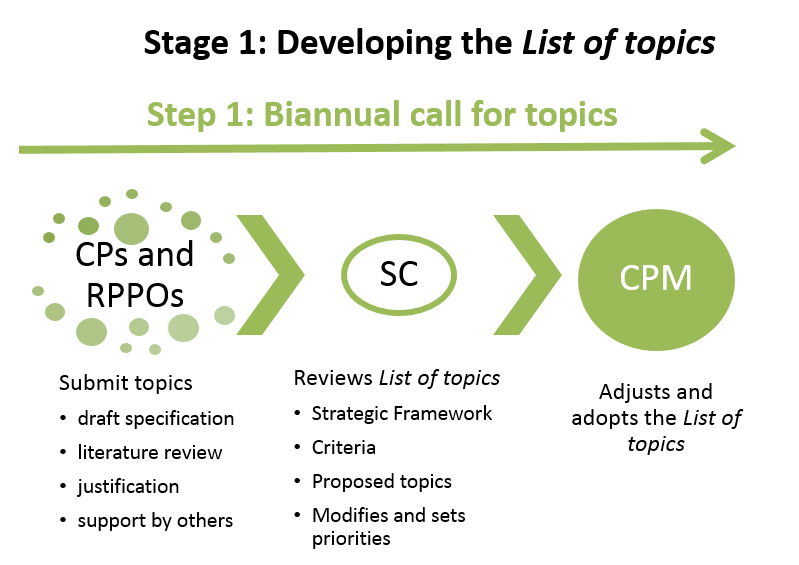 Stage 1: Developing the List of topics
Step 1: Biannual call for topics
CPs and
RPPOs
SC
CPM
Submit topics
• draft specification
• literature review
• justification
• support by others
Reviews List of topics
• Strategic Framework
• Criteria
• Proposed topics
• Modifies and sets
priorities
Adjusts and
adopts the List of
topics